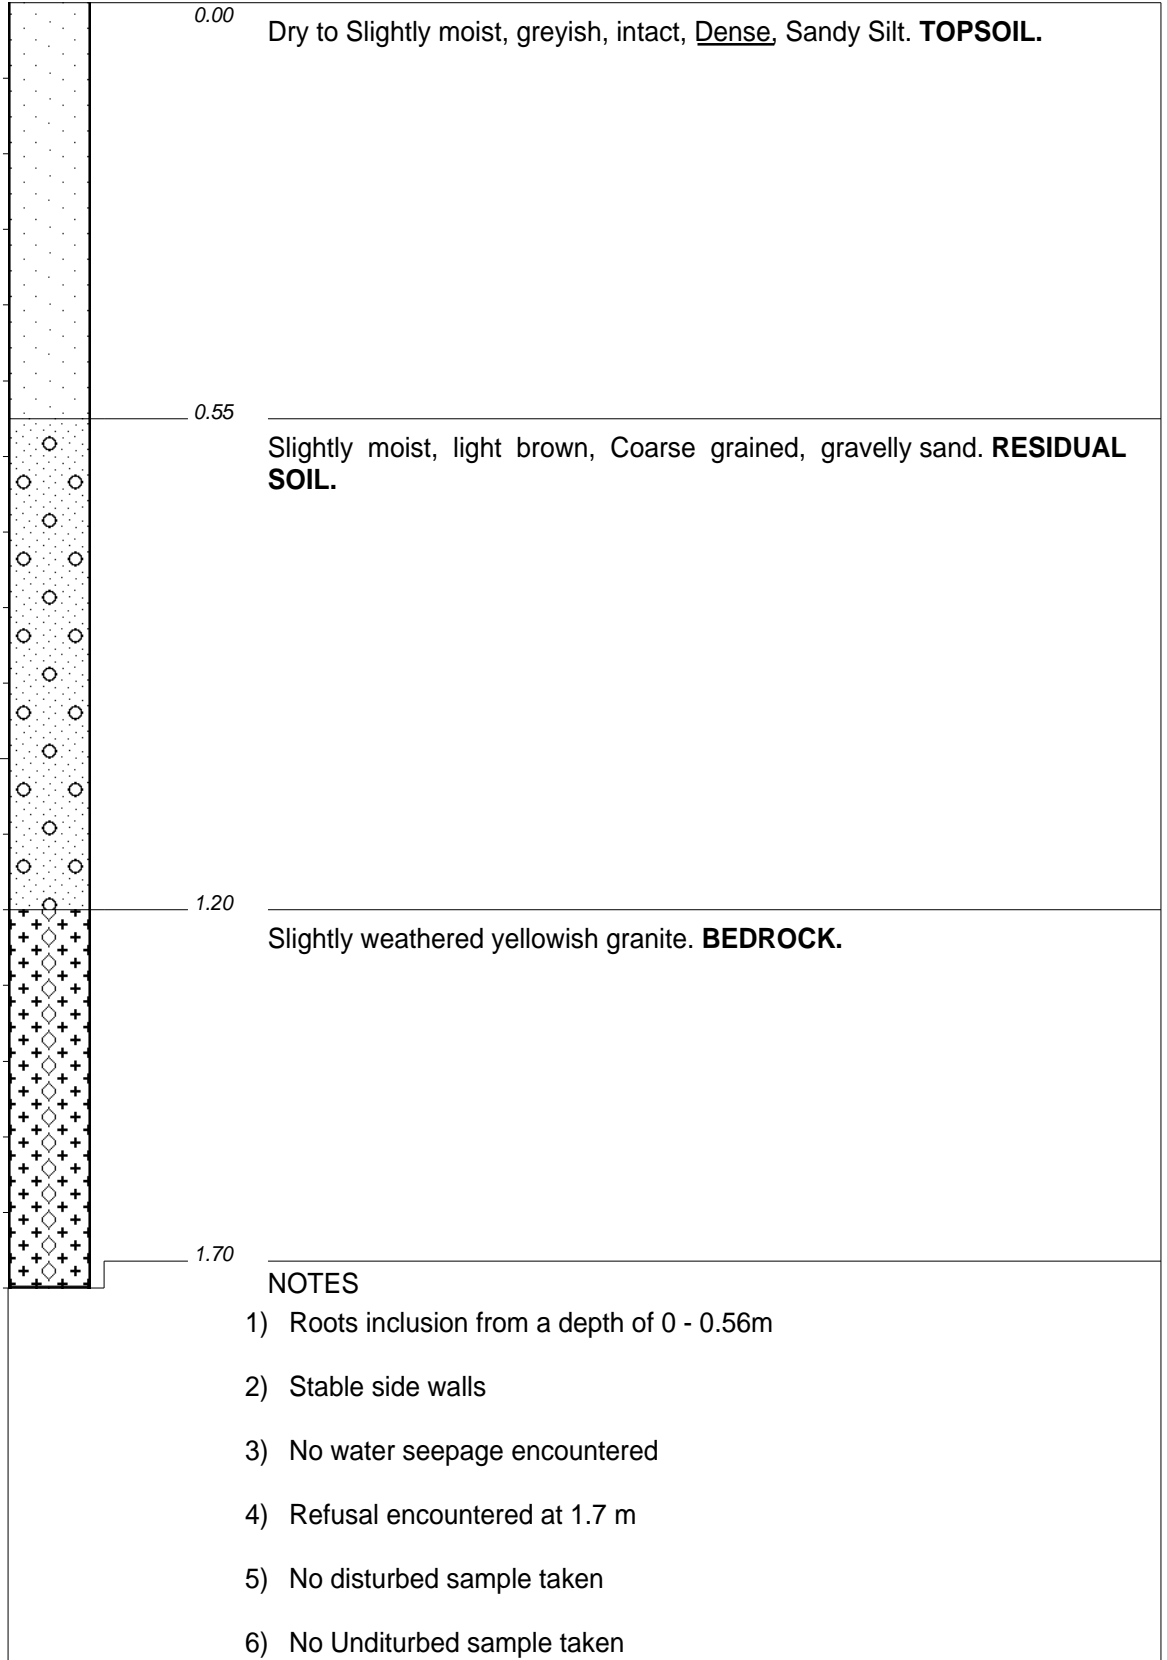 0.00
Dry to Slightly moist, greyish, intact, Dense, Sandy Silt. TOPSOIL.
0.55
Slightly moist, light brown, Coarse grained, gravelly sand. RESIDUAL
SOIL.
1.20
Slightly weathered yellowish granite. BEDROCK.
1.70
NOTES
1) Roots inclusion from a depth of 0 - 0.56m
2) Stable side walls
3) No water seepage encountered
4) Refusal encountered at 1.7 m
5) No disturbed sample taken
6) No Unditurbed sample taken